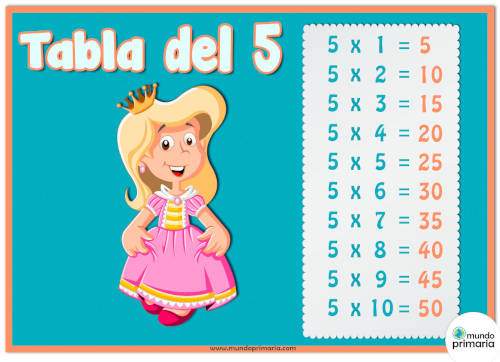 Tabla del 5
5 x 1 = 5
5 x 2 = 10
5 x 3 = 15
5 x 4 = 20
5 x 5 = 25
5 x 6 = 30
5 x 7 = 35
5 x 8 = 40
5 x 9 = 45
5 x 10 = 50
www.mundoprimaria.com
mundo
primaria